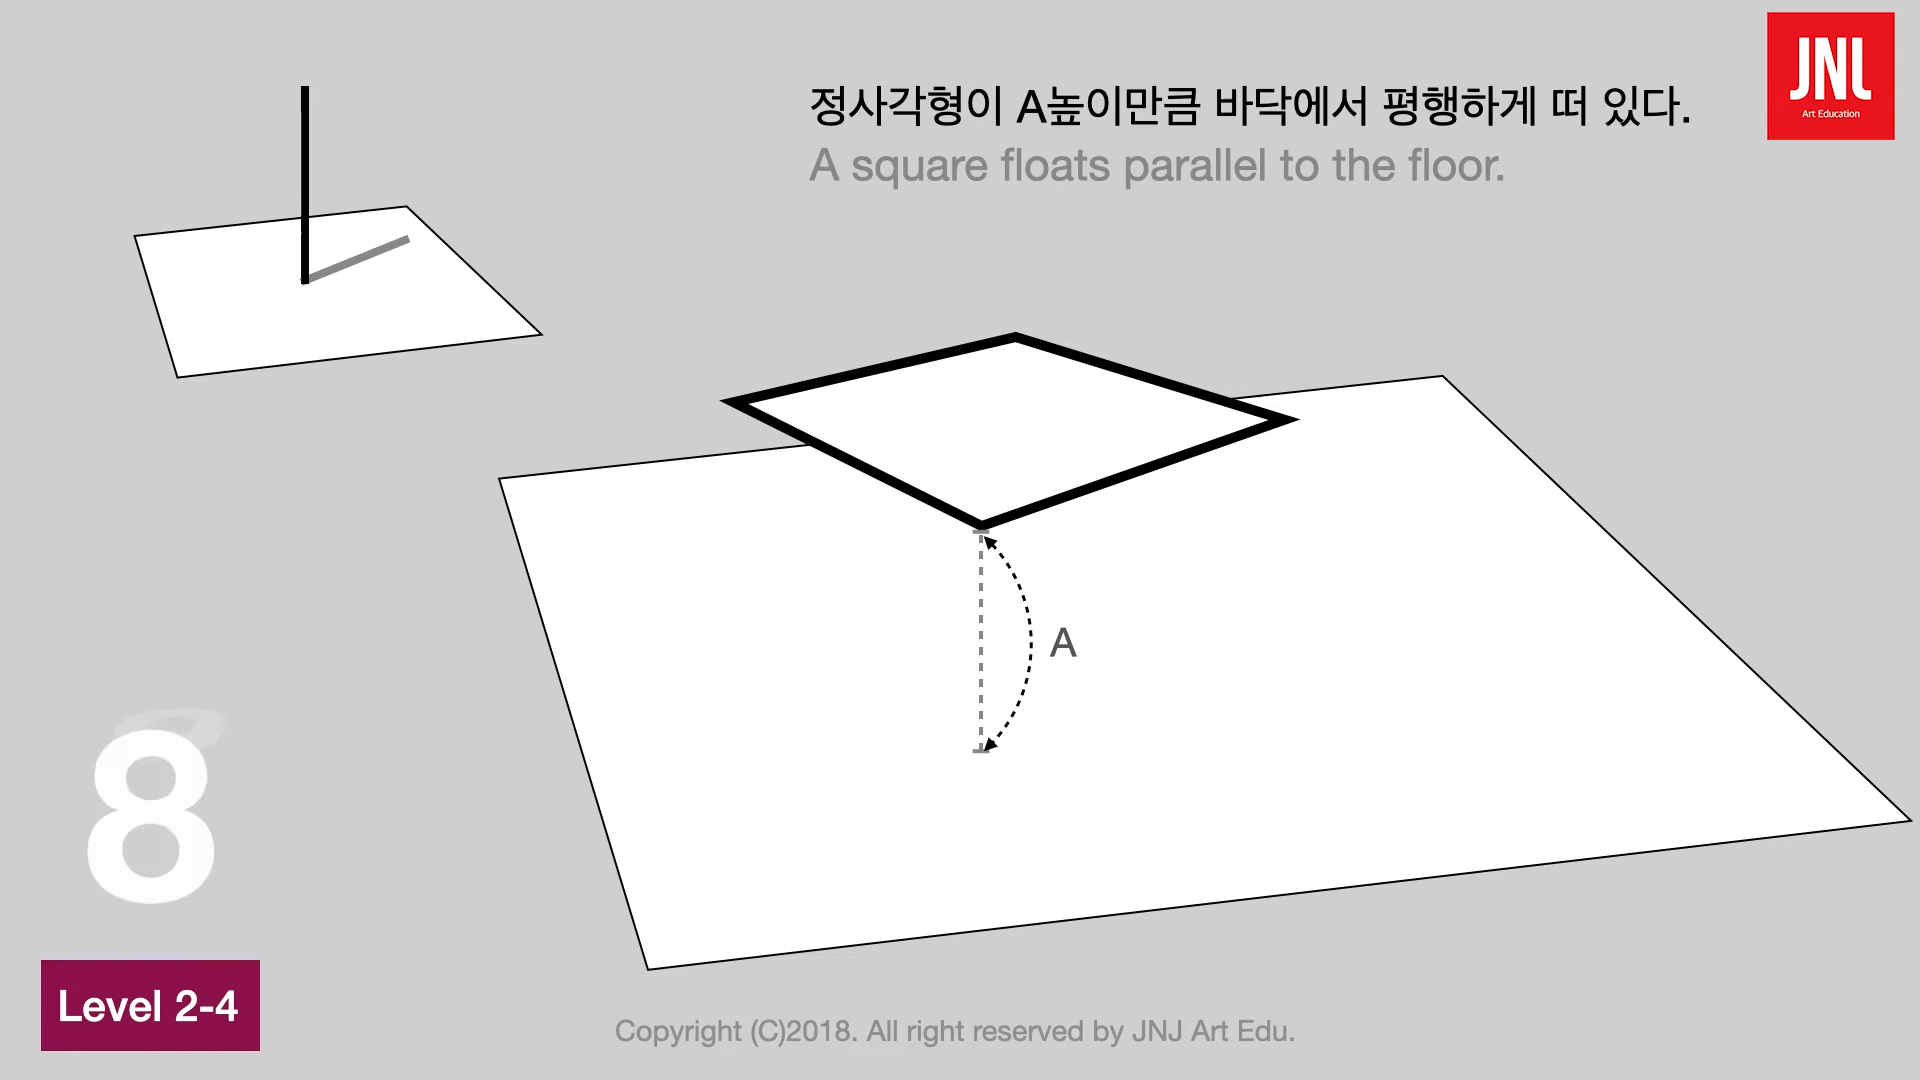 JNL
Art Education
정사각형이 A높이만큼 바닥에서 평행하게 떠 있다.
A square floats parallel to the floor.
A
8
Level 2-4
Copyright (C)2018. All right reserved by JNJ Art Edu.